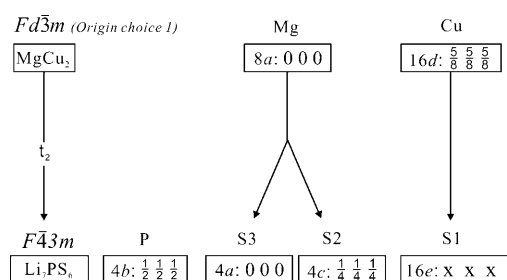 Fd3̄m (Origin choice 1) Mg Cu
MgCu₂ 8a: 0 0 0 16d: 5/8 5/8 5/8
t₂
F4̄3m P S3 S2 S1
Li₇PS₆ 4b: 1/2 1/2 1/2 4a: 0 0 0 4c: 1/4 1/4 1/4 16e: x x x